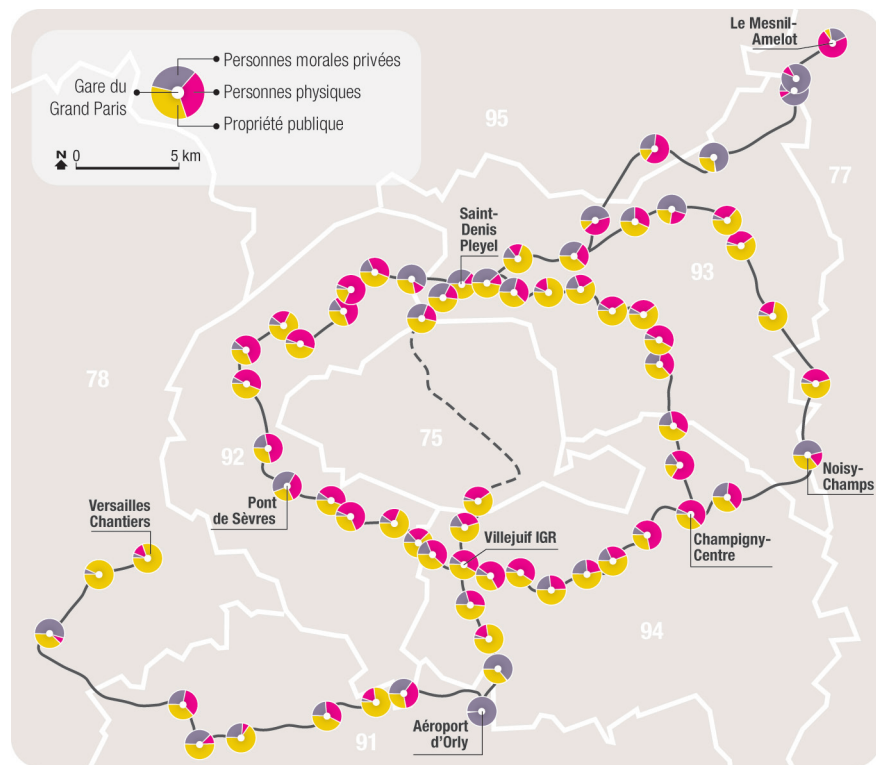 Personnes morales privées
Gare du
Grand Paris
Personnes physiques
Propriété publique
N 0 5 km
Le Mesnil-
Amelot
95
77
Saint-
Denis
Pleyel
93
78
75
92
Noisy-
Champs
Pont
de Sèvres
Versailles
Chantiers
Villejuif IGR
Champigny-
Centre
94
Aéroport
d'Orly
91